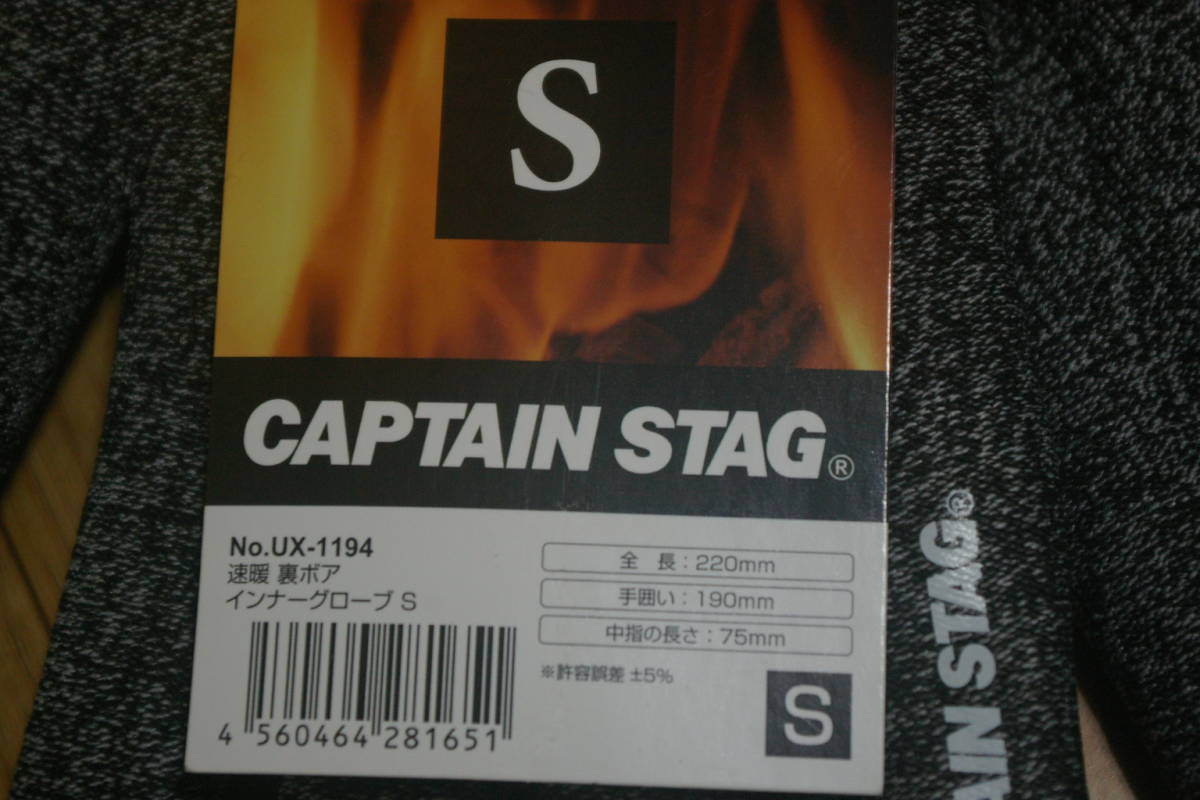 S
CAPTAIN STAG®
No.UX-1194
速暖 裏ボア
インナーグローブ S
4 560464 281651
全 長：220mm
手囲い：190mm
中指の長さ：75mm
※許容誤差 ±5%
S
AIN STAG®